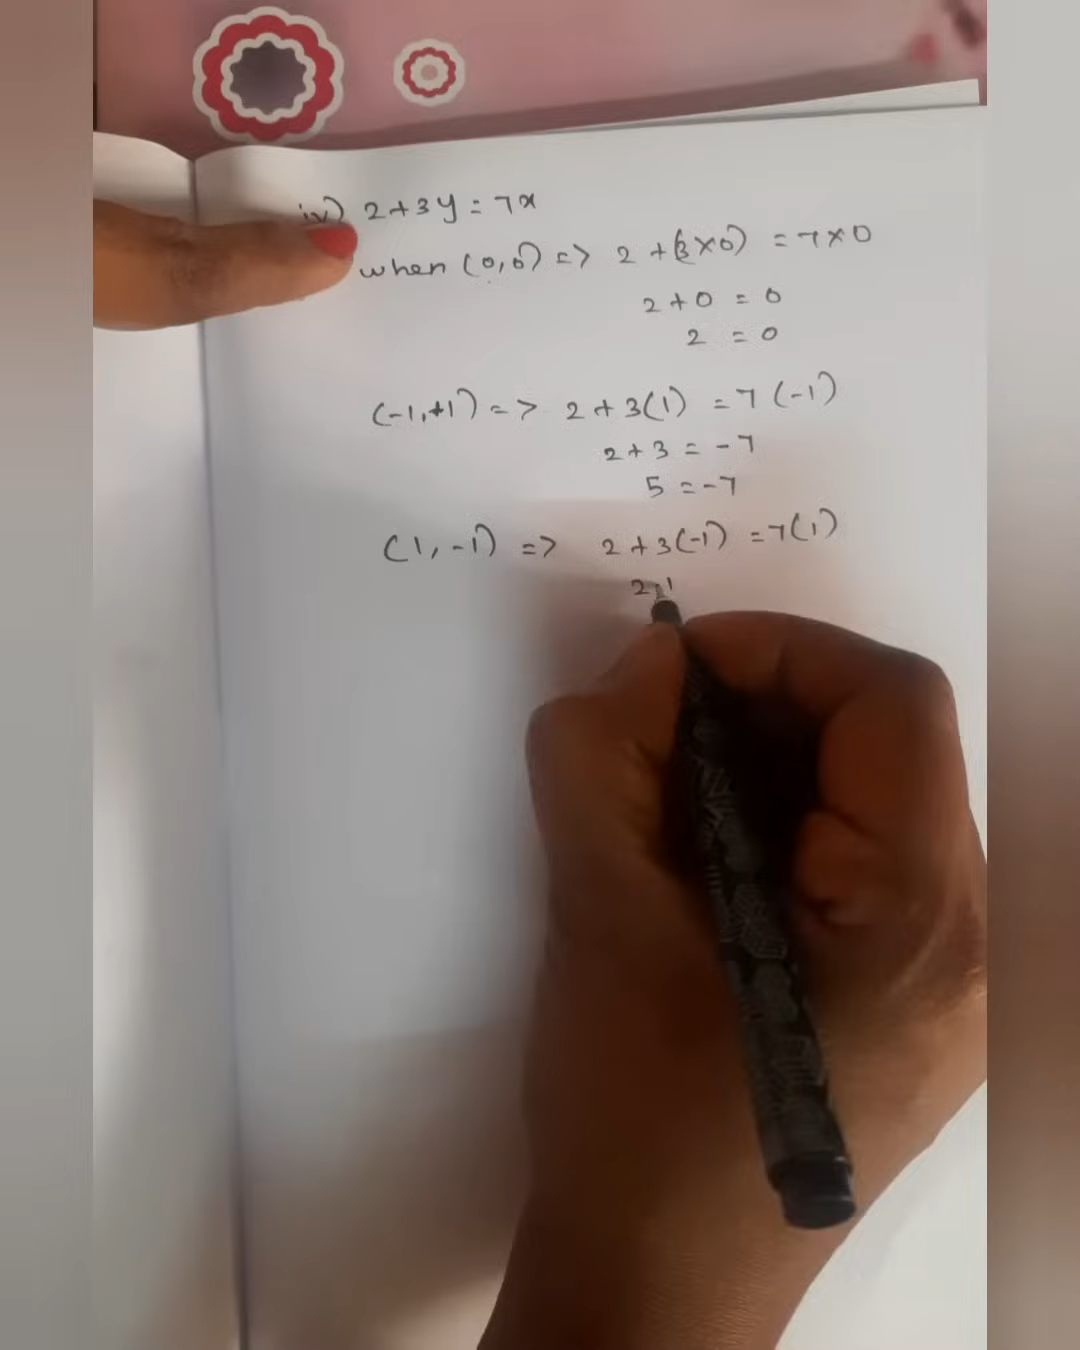 iv) 2+3y = 7x
when (0,0) => 2 + (3×0) = 7×0
2+0 = 0
2 = 0
(-1,+1) => 2 + 3(1) = 7(-1)
2+3 = -7
5 = -7
(1,-1) => 2+3(-1) = 7(1)
2